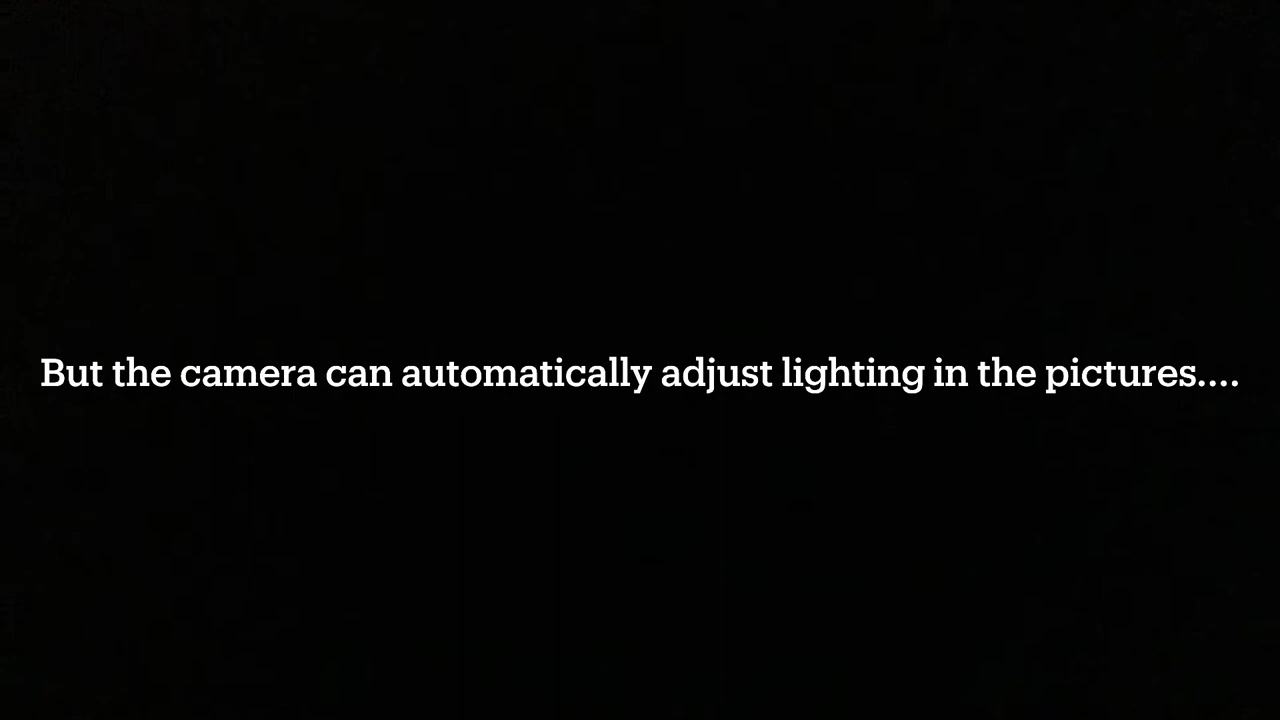 But the camera can automatically adjust lighting in the pictures....